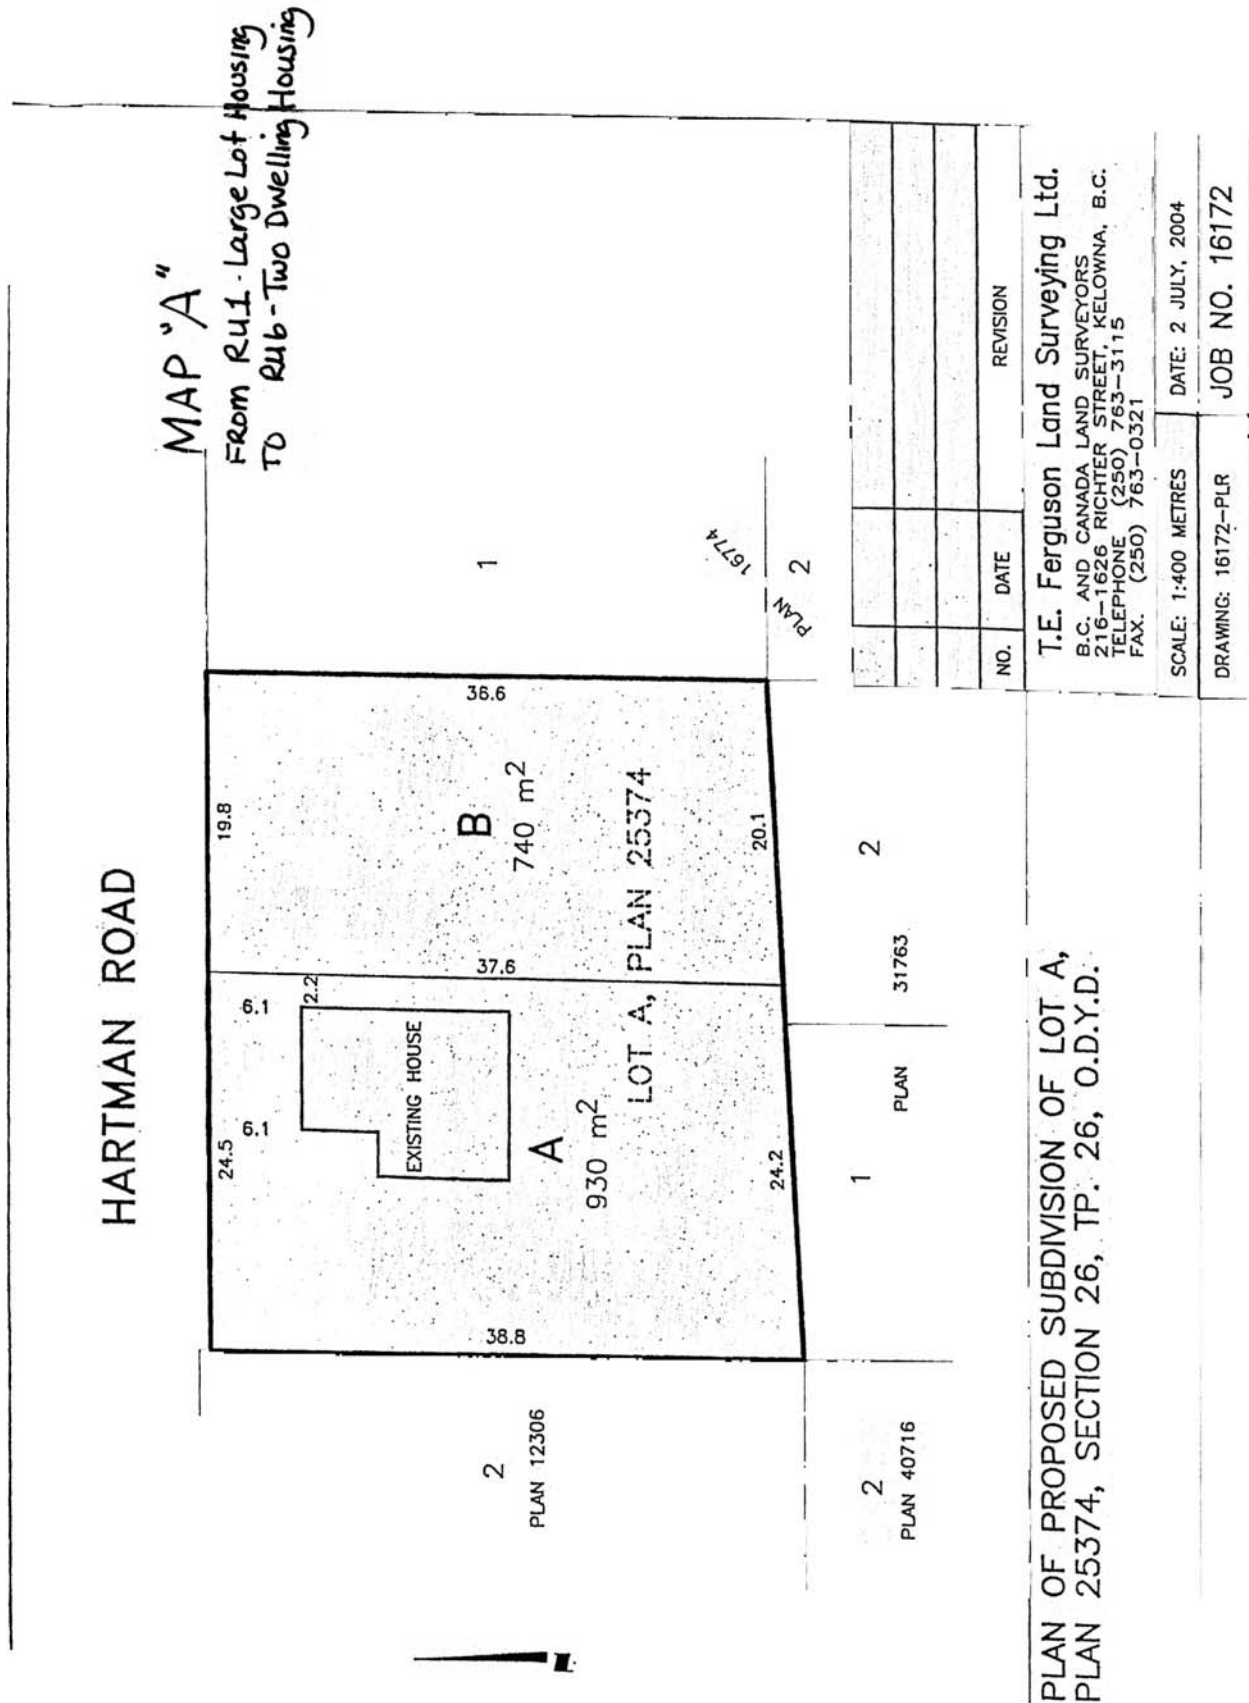 MAP "A"
FROM RU1 - Large Lot Housing
TO RU6 - Two Dwelling Housing
HARTMAN ROAD
24.5
19.8
6.1
6.1
2.2
EXISTING HOUSE
38.8
37.6
36.6
A
930 m²
B
740 m²
LOT A, PLAN 25374
24.2
20.1
2
PLAN 12306
1
PLAN 16774
2
2
PLAN 40716
1
2
PLAN 31763
NO.
DATE
REVISION
T.E. Ferguson Land Surveying Ltd.
B.C. AND CANADA LAND SURVEYORS
216-1626 RICHTER STREET, KELOWNA, B.C.
TELEPHONE (250) 763-3115
FAX. (250) 763-0321
SCALE: 1:400 METRES
DATE: 2 JULY, 2004
DRAWING: 16172-PLR
JOB NO. 16172
PLAN OF PROPOSED SUBDIVISION OF LOT A,
PLAN 25374, SECTION 26, TP. 26, O.D.Y.D.